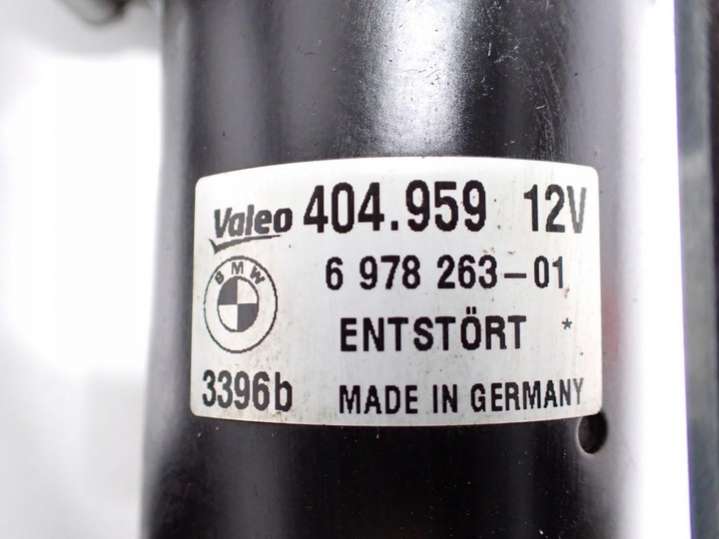 Valeo 404.959 12V
BMW 6 978 263-01
ENTSTÖRT *
3396b MADE IN GERMANY